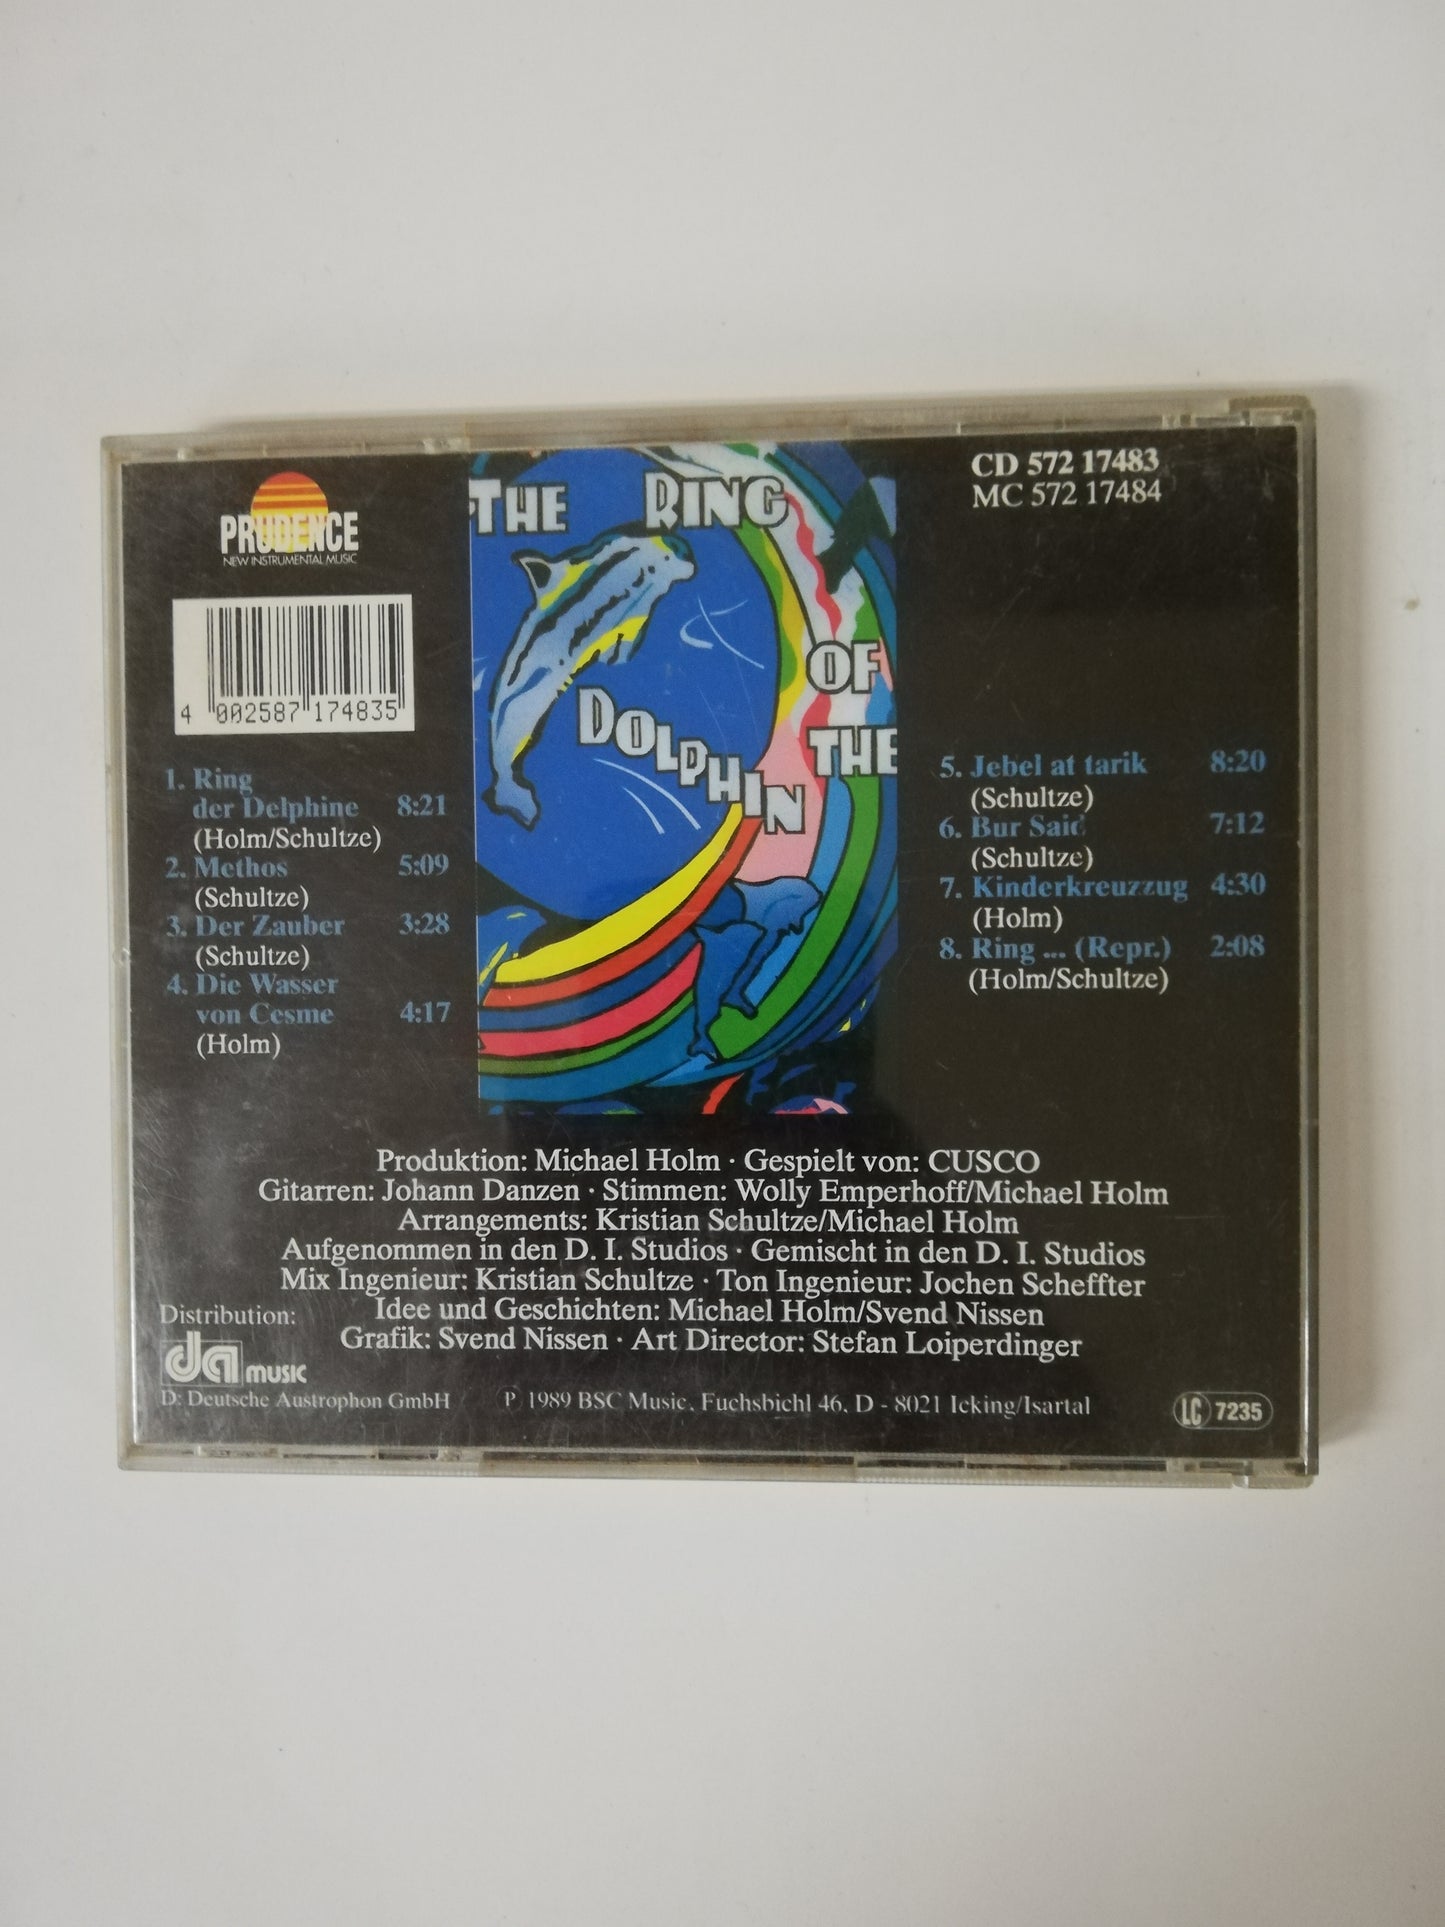 PRUDENCE
NEW INSTRUMENTAL MUSIC
4 002587 174835
THE RING
OF
THE
DOLPHIN
CD 572 17483
MC 572 17484
1. Ring
der Delphine 8:21
(Holm/Schultze)
2. Methos 5:09
(Schultze)
3. Der Zauber 3:28
(Schultze)
4. Die Wasser
von Cesme 4:17
(Holm)
5. Jebel at tarik 8:20
(Schultze)
6. Bur Said 7:12
(Schultze)
7. Kinderkreuzzug 4:30
(Holm)
8. Ring ... (Repr.) 2:08
(Holm/Schultze)
Produktion: Michael Holm · Gespielt von: CUSCO
Gitarren: Johann Danzen · Stimmen: Wolly Emperhoff/Michael Holm
Arrangements: Kristian Schultze/Michael Holm
Aufgenommen in den D. I. Studios · Gemischt in den D. I. Studios
Mix Ingenieur: Kristian Schultze · Ton Ingenieur: Jochen Scheffter
Idee und Geschichten: Michael Holm/Svend Nissen
Grafik: Svend Nissen · Art Director: Stefan Loiperdinger
Distribution:
da music
D: Deutsche Austrophon GmbH
℗ 1989 BSC Music, Fuchsbichl 46, D - 8021 Icking/Isartal
LC 7235